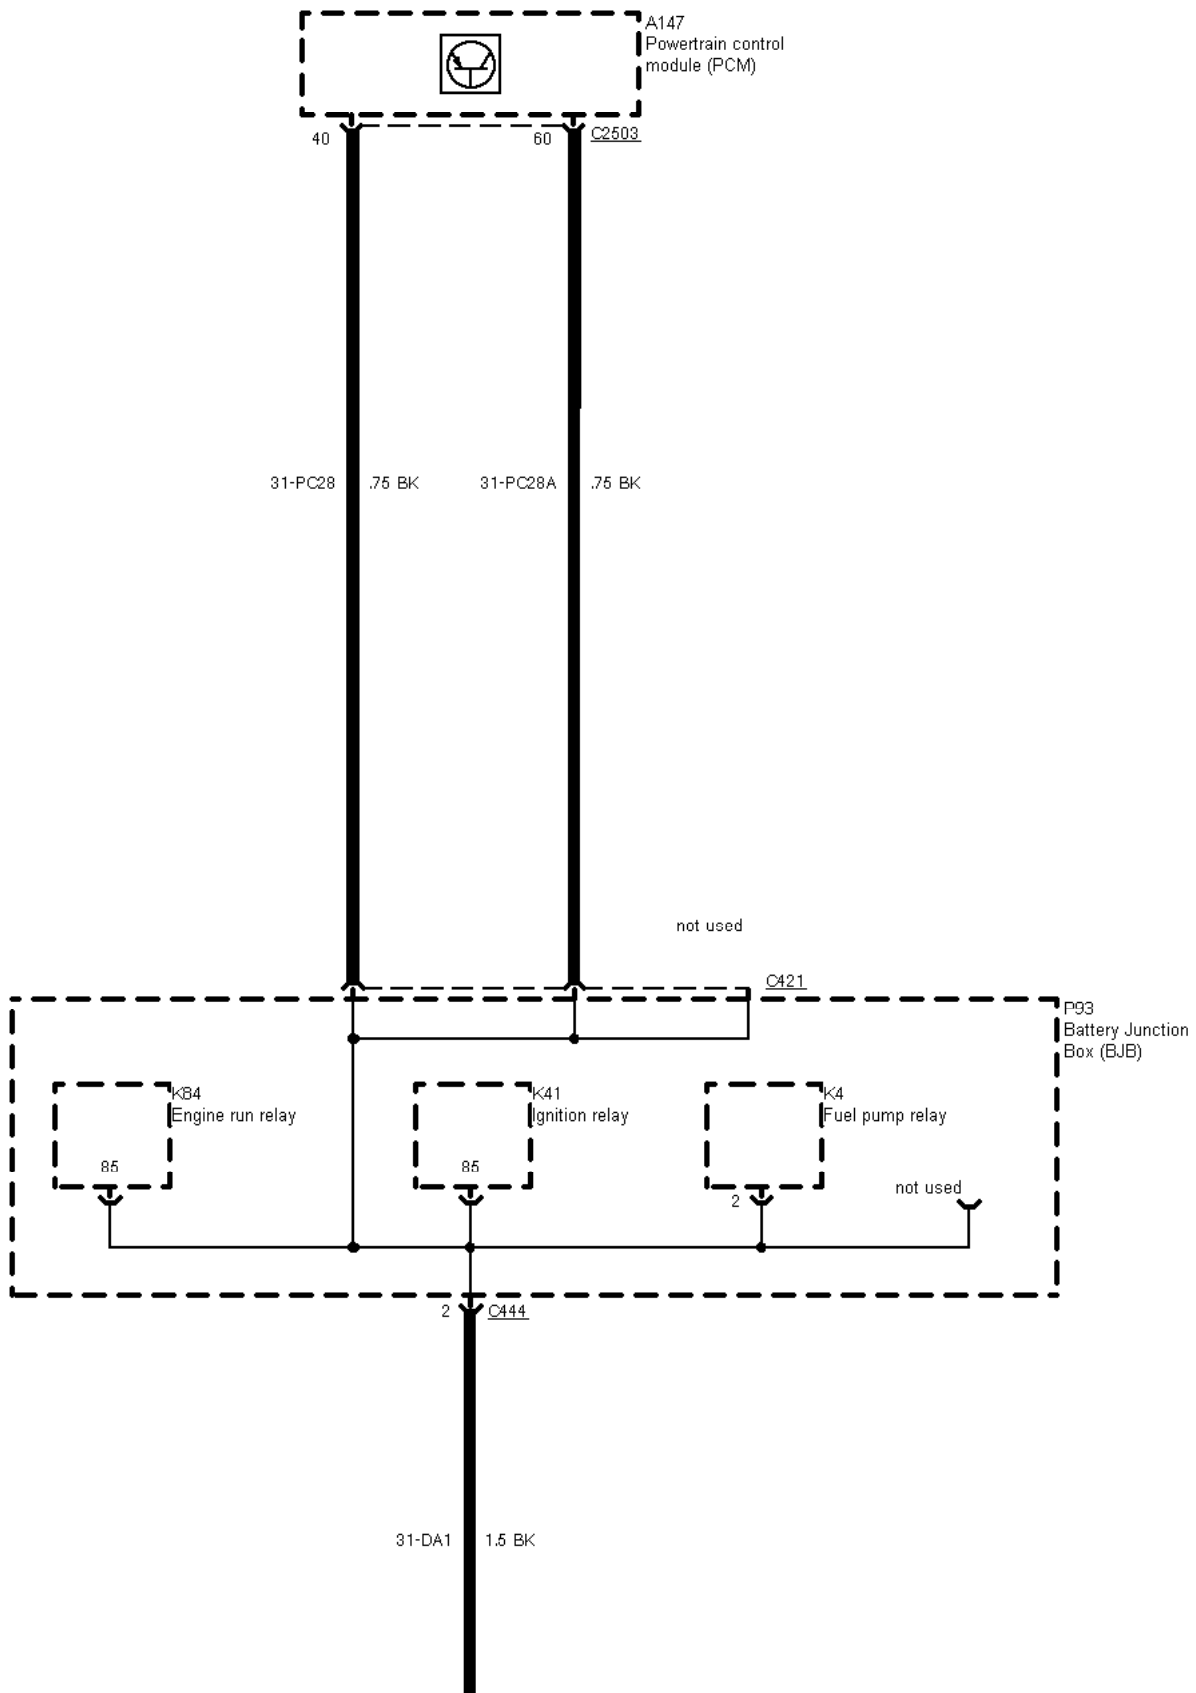 A147
Powertrain control
module (PCM)
40
60
C2503
31-PC28
.75 BK
31-PC28A
.75 BK
not used
C421
P93
Battery Junction
Box (BJB)
K84
Engine run relay
K41
Ignition relay
K4
Fuel pump relay
85
85
2
not used
2
C444
31-DA1
1.5 BK